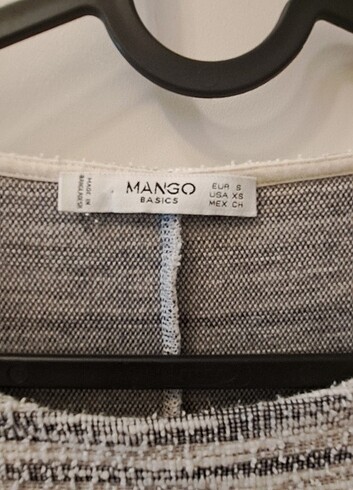 MADE IN
BANGLADESH
MANGO
BASICS
EUR S
USA XS
MEX CH